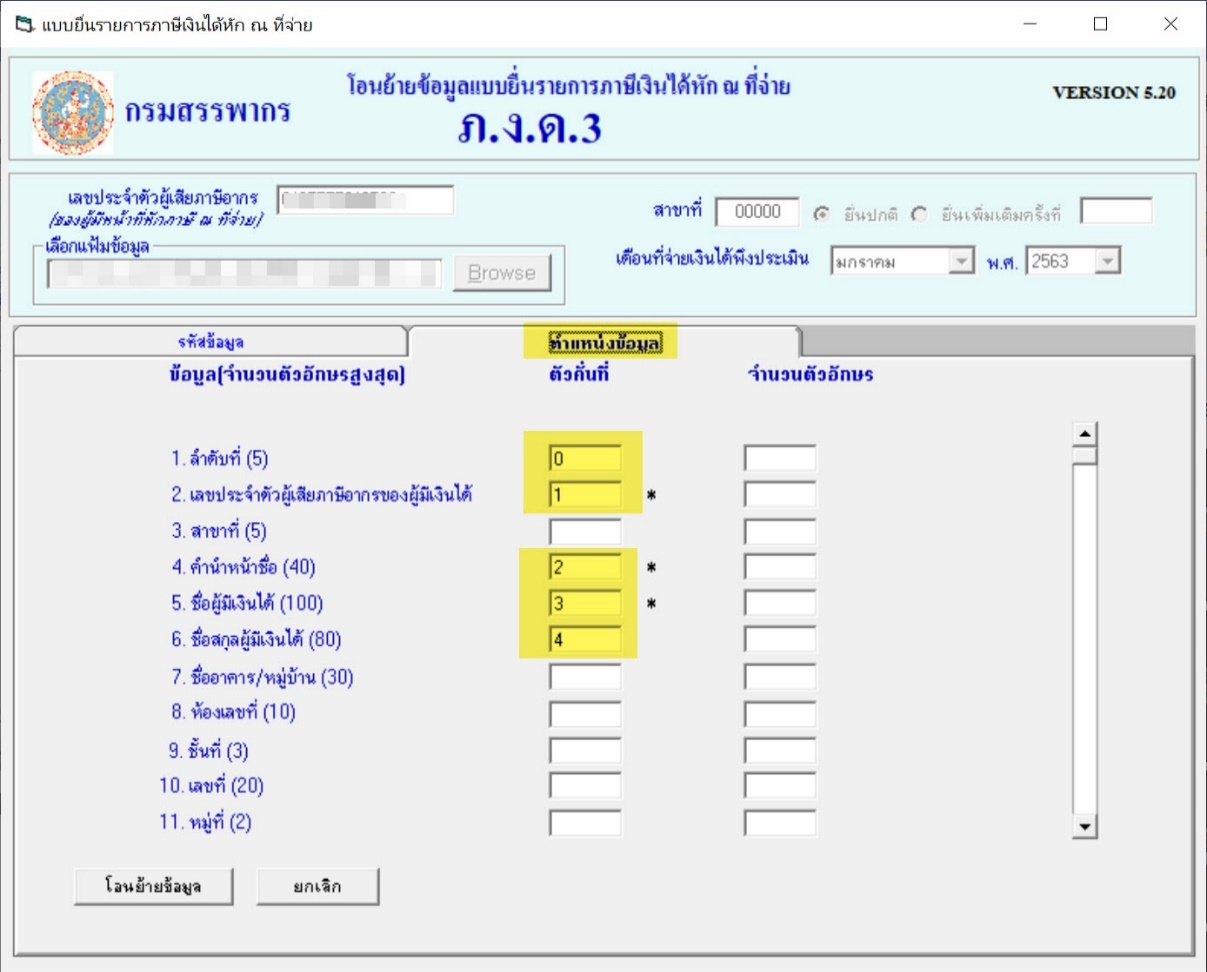 แบบยื่นรายการภาษีเงินได้หัก ณ ที่จ่าย
โอนย้ายข้อมูลแบบยื่นรายการภาษีเงินได้หัก ณ ที่จ่าย
VERSION 5.20
กรมสรรพากร
ภ.ง.ด.3
เลขประจำตัวผู้เสียภาษีอากร
(ของผู้มีหน้าที่หักภาษี ณ ที่จ่าย)
สาขาที่ 00000 ยื่นปกติ ยื่นเพิ่มเติมครั้งที่
เลือกแฟ้มข้อมูล
Browse
เดือนที่จ่ายเงินได้พึงประเมิน มกราคม พ.ศ. 2563
รหัสข้อมูล ตำแหน่งข้อมูล
ข้อมูล(จำนวนตัวอักษรสูงสุด) ตัวคั่นที่ จำนวนตัวอักษร
1. ลำดับที่ (5) 0
2. เลขประจำตัวผู้เสียภาษีอากรของผู้มีเงินได้ 1 *
3. สาขาที่ (5)
4. คำนำหน้าชื่อ (40) 2 *
5. ชื่อผู้มีเงินได้ (100) 3 *
6. ชื่อสกุลผู้มีเงินได้ (80) 4
7. ชื่ออาคาร/หมู่บ้าน (30)
8. ห้องเลขที่ (10)
9. ชั้นที่ (3)
10. เลขที่ (20)
11. หมู่ที่ (2)
โอนย้ายข้อมูล ยกเลิก